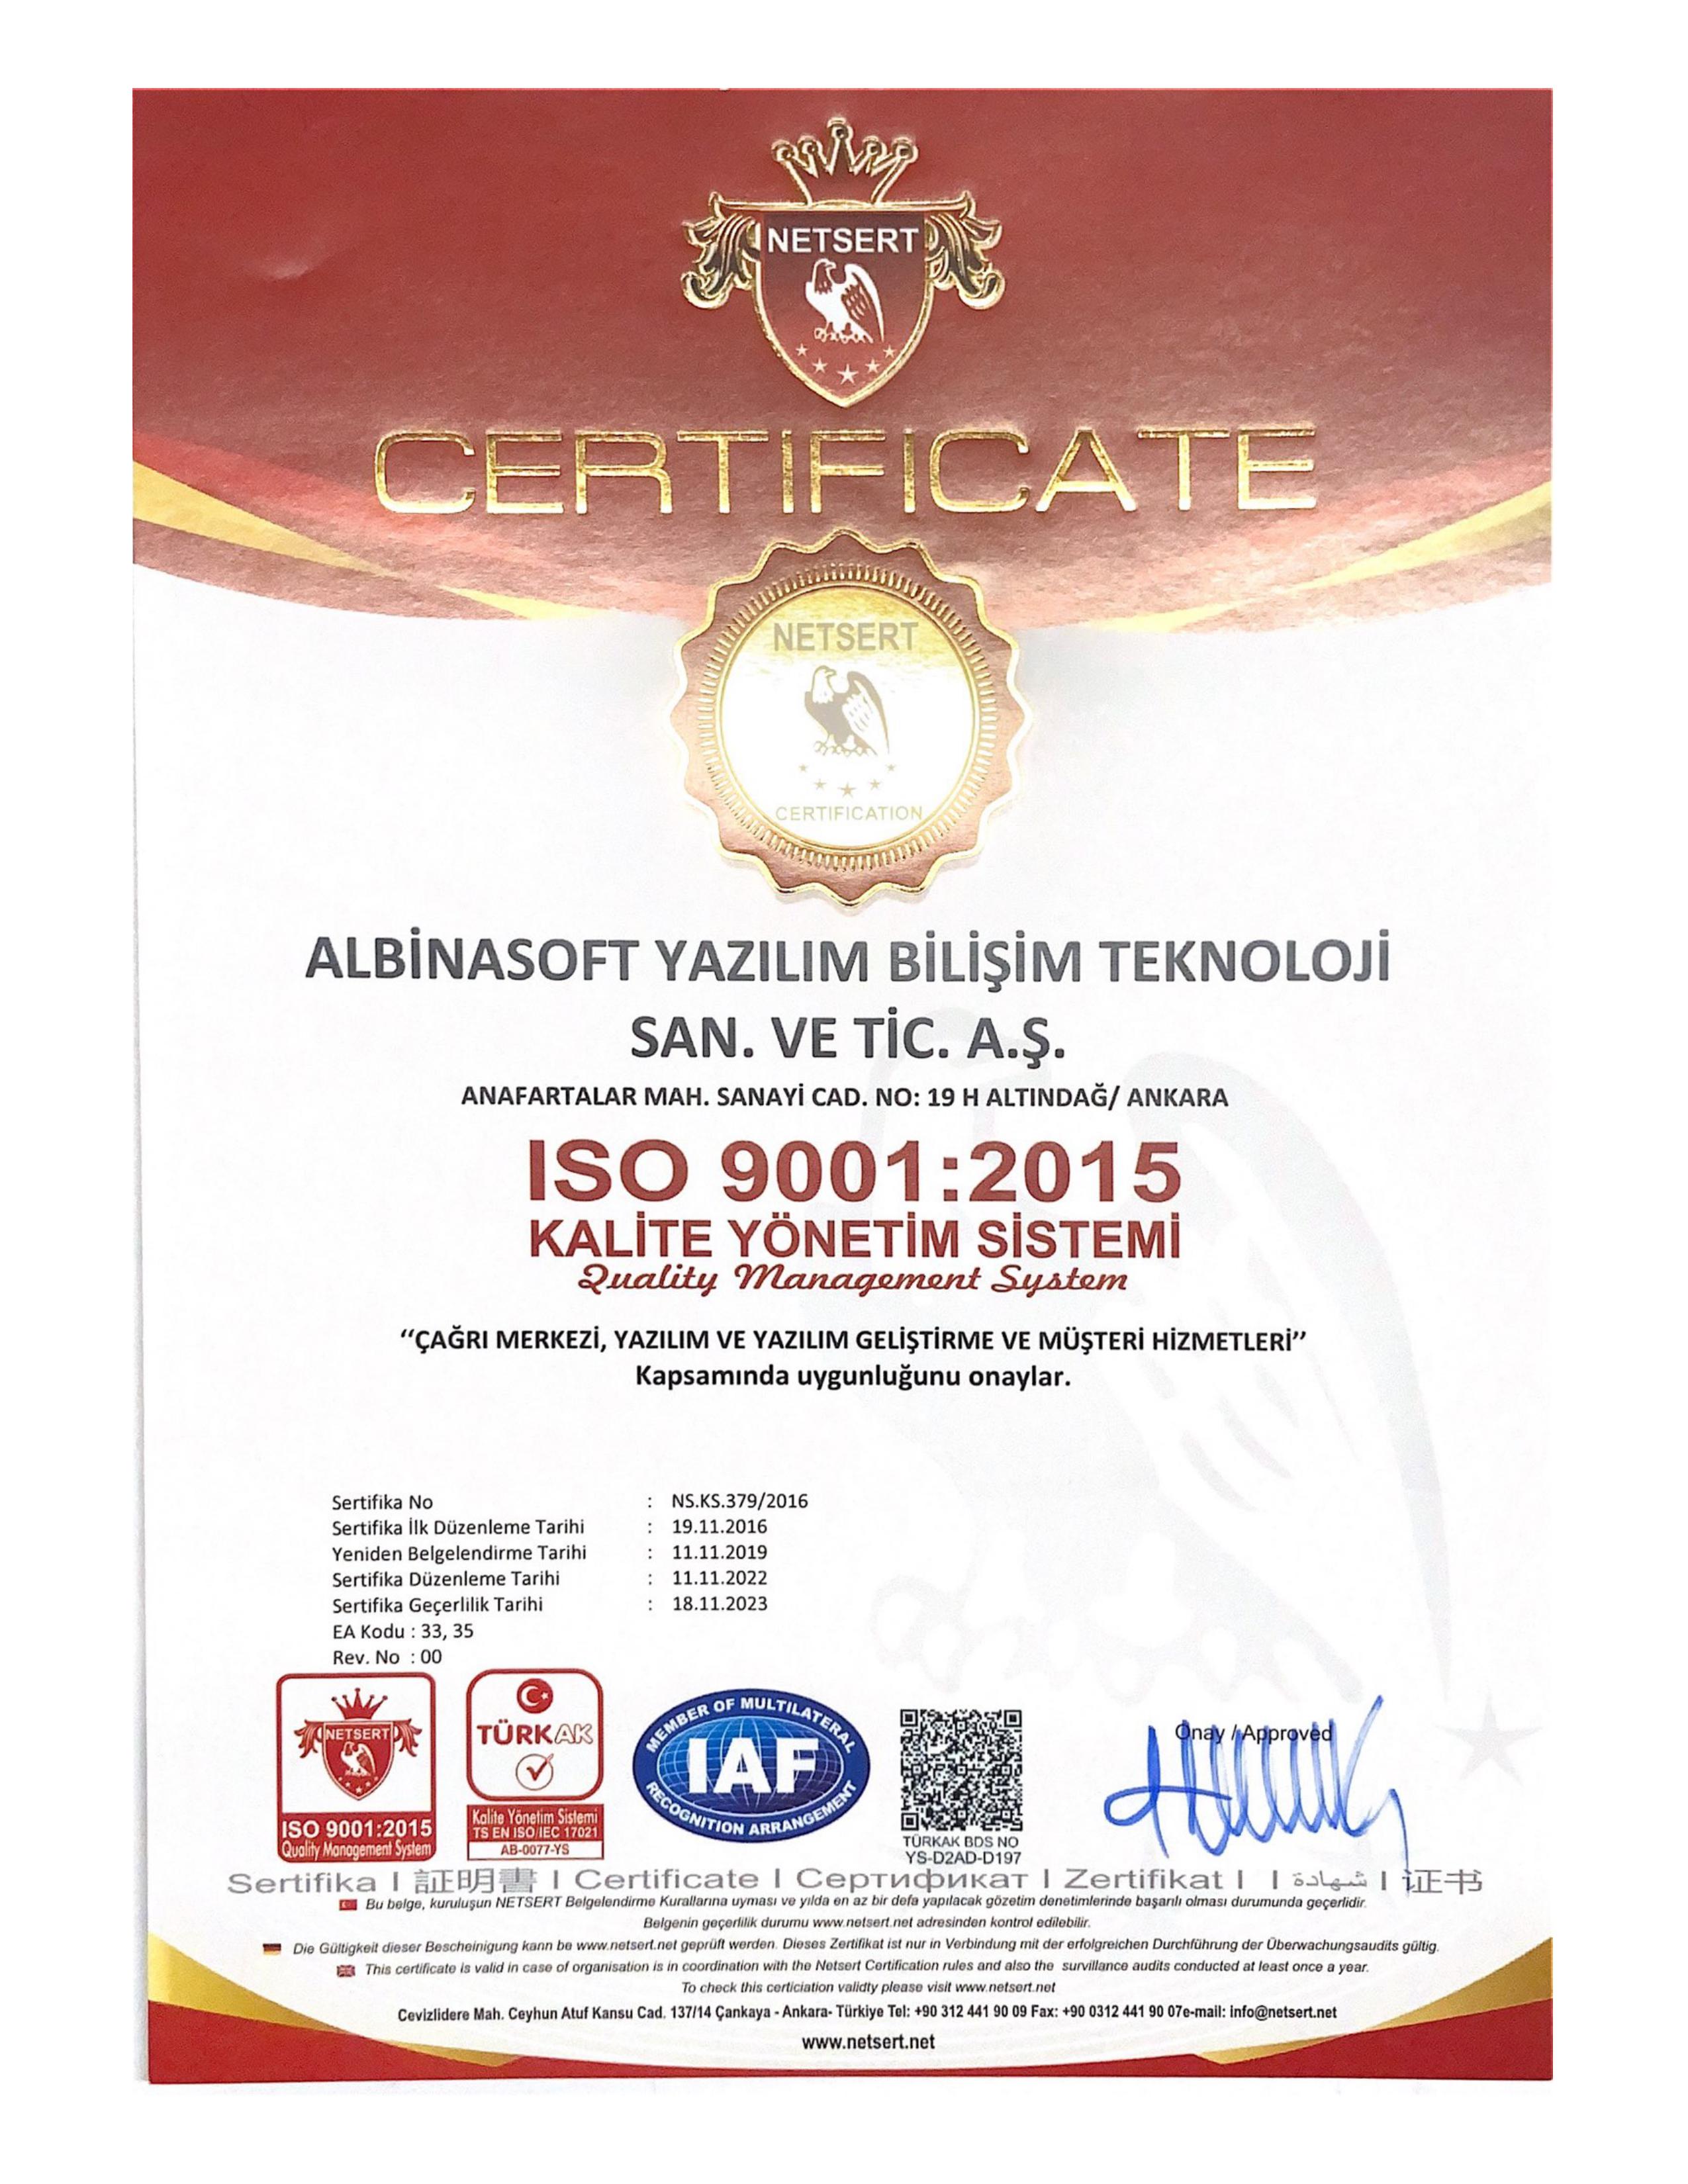 NETSERT
CERTIFICATE
NETSERT
CERTIFICATION
ALBİNASOFT YAZILIM BİLİŞİM TEKNOLOJİ
SAN. VE TİC. A.Ş.
ANAFARTALAR MAH. SANAYİ CAD. NO: 19 H ALTINDAĞ/ ANKARA
ISO 9001:2015
KALİTE YÖNETİM SİSTEMİ
Quality Management System
‘‘ÇAĞRI MERKEZİ, YAZILIM VE YAZILIM GELİŞTİRME VE MÜŞTERİ HİZMETLERİ’’
Kapsamında uygunluğunu onaylar.
Sertifika No : NS.KS.379/2016
Sertifika İlk Düzenleme Tarihi : 19.11.2016
Yeniden Belgelendirme Tarihi : 11.11.2019
Sertifika Düzenleme Tarihi : 11.11.2022
Sertifika Geçerlilik Tarihi : 18.11.2023
EA Kodu : 33, 35
Rev. No : 00
NETSERT
ISO 9001:2015
Quality Management System
TÜRKAK
Kalite Yönetim Sistemi
TS EN ISO/IEC 17021
AB-0077-YS
MEMBER OF MULTILATERAL
IAF
RECOGNITION ARRANGEMENT
TÜRKAK BDS NO
YS-D2AD-D197
Onay / Approved
Sertifika I 証明書 I Certificate I Сертификат I Zertifikat I I شهادة I 证书
Bu belge, kuruluşun NETSERT Belgelendirme Kurallarına uyması ve yılda en az bir defa yapılacak gözetim denetimlerinde başarılı olması durumunda geçerlidir.
Belgenin geçerlilik durumu www.netsert.net adresinden kontrol edilebilir.
Die Gültigkeit dieser Bescheinigung kann be www.netsert.net geprüft werden. Dieses Zertifikat ist nur in Verbindung mit der erfolgreichen Durchführung der Überwachungsaudits gültig.
This certificate is valid in case of organisation is in coordination with the Netsert Certification rules and also the survillance audits conducted at least once a year.
To check this certiciation validty please visit www.netsert.net
Cevizlidere Mah. Ceyhun Atuf Kansu Cad. 137/14 Çankaya - Ankara- Türkiye Tel: +90 312 441 90 09 Fax: +90 0312 441 90 07e-mail: info@netsert.net
www.netsert.net